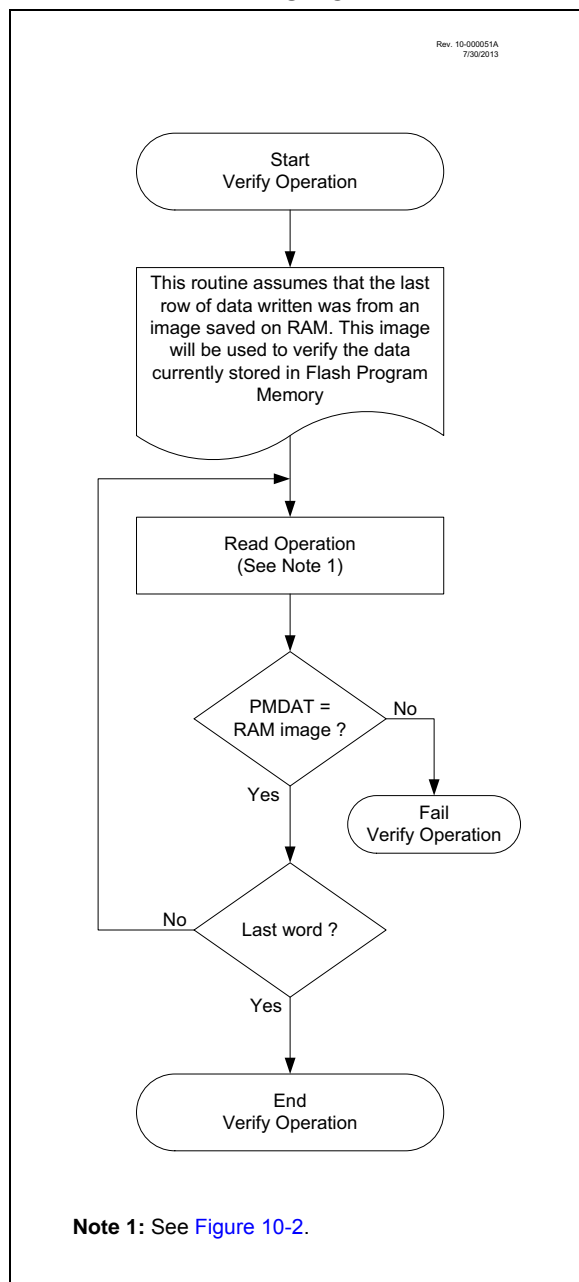 Rev. 10-000051A
7/30/2013
Start
Verify Operation
This routine assumes that the last
row of data written was from an
image saved on RAM. This image
will be used to verify the data
currently stored in Flash Program
Memory
Read Operation
(See Note 1)
PMDAT =
RAM image ?
No
Yes
Fail
Verify Operation
No
Last word ?
Yes
End
Verify Operation
Note 1: See Figure 10-2.